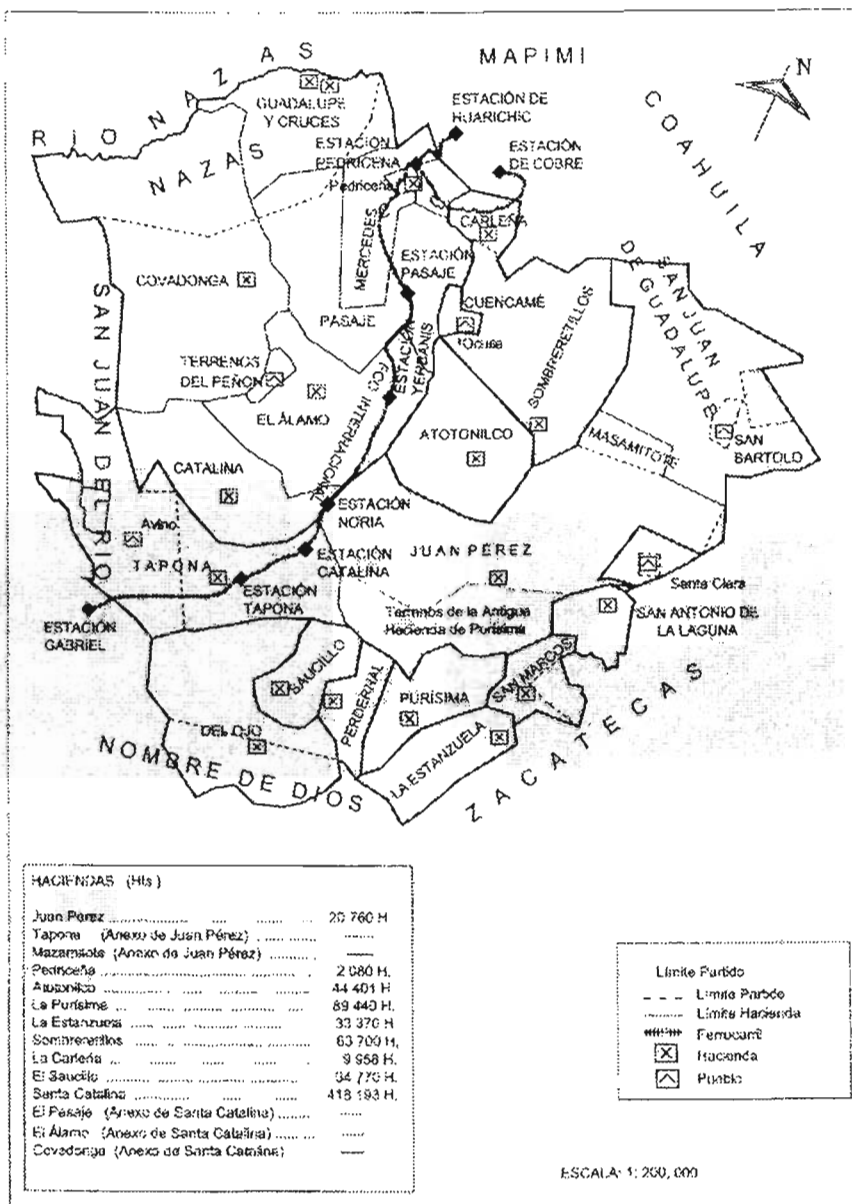 MAPIMI
N
RIO NAZAS
COAHUILA
GUADALUPE
Y CRUCES
ESTACIÓN DE
HUARICHIC
ESTACIÓN
PEDRICEÑA
ESTACIÓN
DE COBRE
NAZAS
Pedriceña
CARLEÑA
MERCEDES
ESTACIÓN
PASAJE
COVADONGA
SAN JUAN
DE GUADALUPE
CUENCAMÉ
PASAJE
SAN JUAN DEL RIO
ESTACIÓN
YERBANIS
SOMBRERETILLOS
TERRENOS
DEL PEÑON
EL ÁLAMO
FCO INTERNACIONAL
ATOTONILCO
MASAMITOTE
SAN
BARTOLO
CATALINA
ESTACIÓN
NORIA
Avino
JUAN PÉREZ
ESTACIÓN
CATALINA
TAPONA
Santa Clara
ESTACIÓN
TAPONA
Terrenos de la Antigua
Hacienda de Purísima
SAN ANTONIO DE
LA LAGUNA
ESTACIÓN
GABRIEL
SAUCILLO
PERDERNAL
PURÍSIMA
SAN MARCOS
DEL OJO
LA ESTANZUELA
NOMBRE DE DIOS
ZACATECAS
HACIENDAS (Hts.)
Juan Pérez ........ 20 760 H
Tapona (Anexo de Juan Pérez) ........
Mazamitote (Anexo de Juan Pérez) ........ ——
Pedriceña ........ 2 080 H.
Atotonilco ........ 44 401 H
La Purísima ........ 89 440 H.
La Estanzuela ........ 33 370 H
Sombreretillos ........ 63 700 H.
La Carleña ........ 9 958 H.
El Saucillo ........ 34 770 H.
Santa Catalina ........ 418 193 H.
El Pasaje (Anexo de Santa Catalina) ........
El Álamo (Anexo de Santa Catalina) ........
Covadonga (Anexo de Santa Catalina) ——
Límite Partido
Límite Partido
Límite Hacienda
Ferrocarril
Hacienda
Pueblo
ESCALA: 1: 200, 000